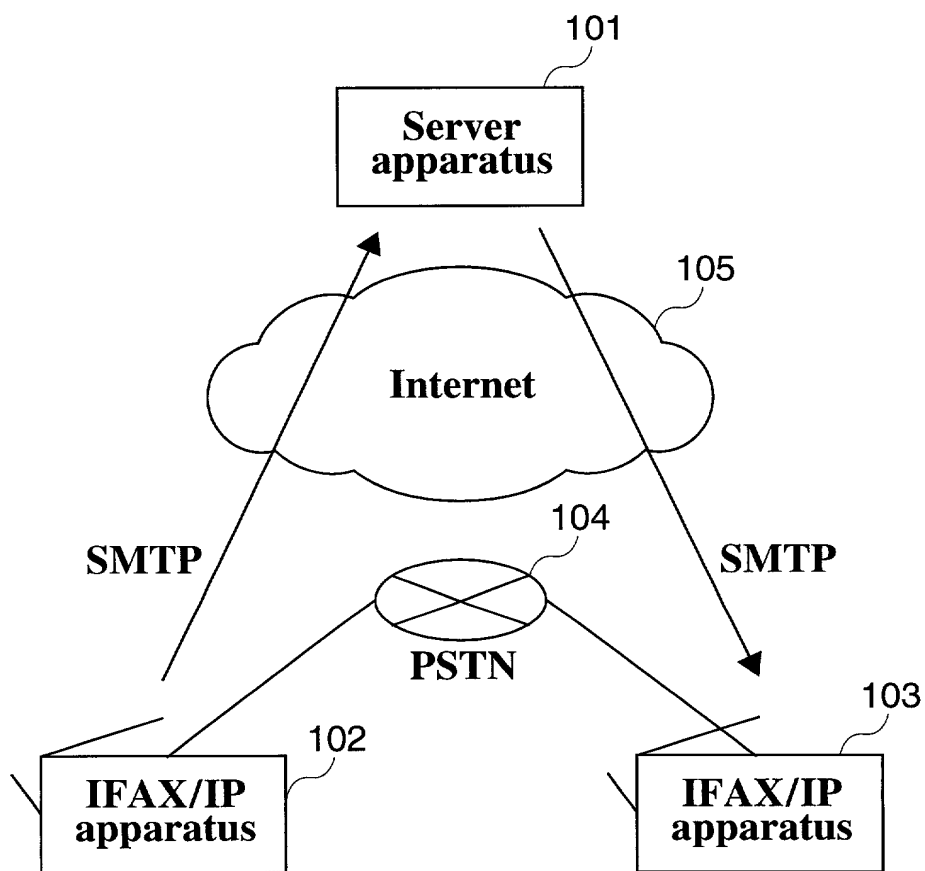 101
Server
apparatus
105
Internet
104
SMTP
SMTP
PSTN
103
102
IFAX/IP
apparatus
IFAX/IP
apparatus